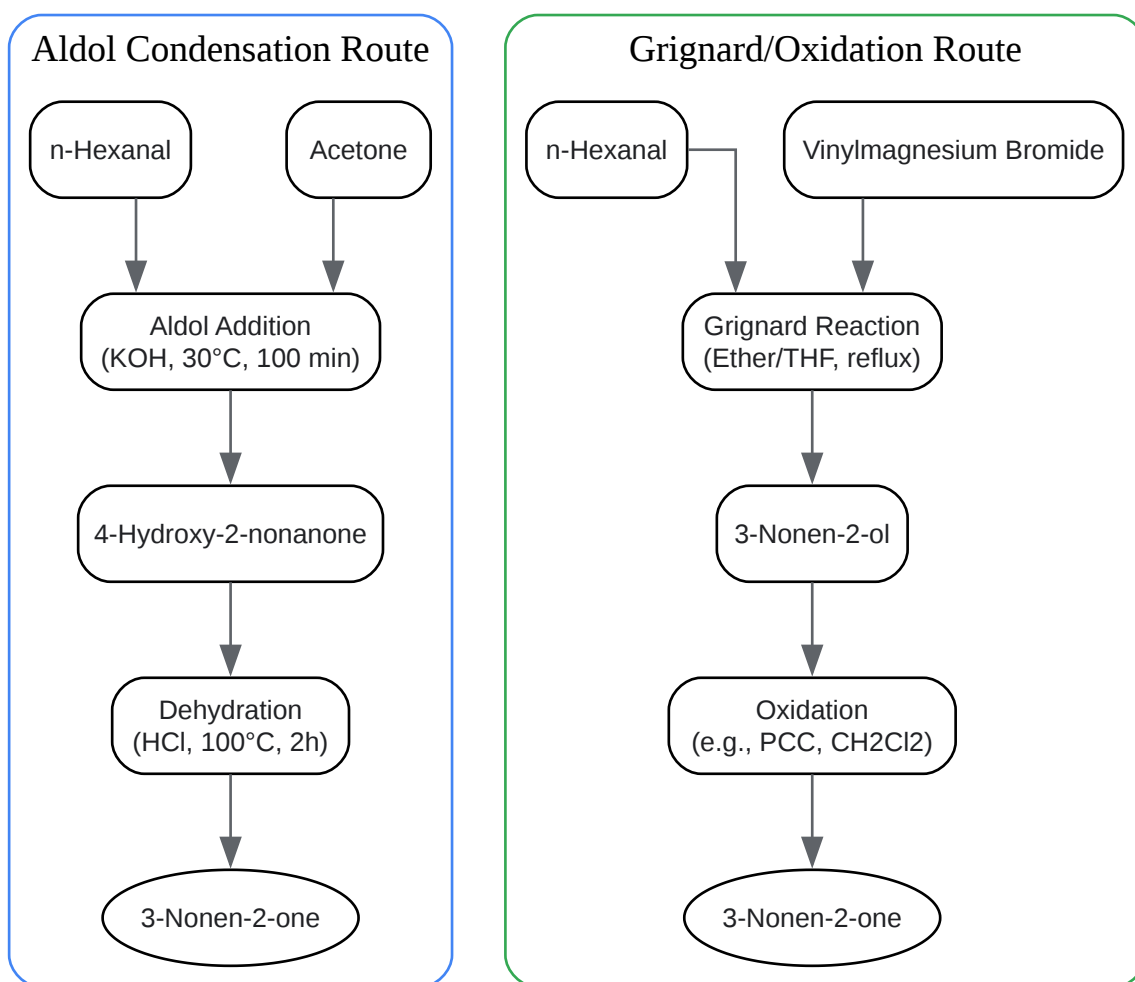 Aldol Condensation Route
n-Hexanal
Acetone
Aldol Addition
(KOH, 30°C, 100 min)
4-Hydroxy-2-nonanone
Dehydration
(HCl, 100°C, 2h)
3-Nonen-2-one
Grignard/Oxidation Route
n-Hexanal
Vinylmagnesium Bromide
Grignard Reaction
(Ether/THF, reflux)
3-Nonen-2-ol
Oxidation
(e.g., PCC, CH2Cl2)
3-Nonen-2-one